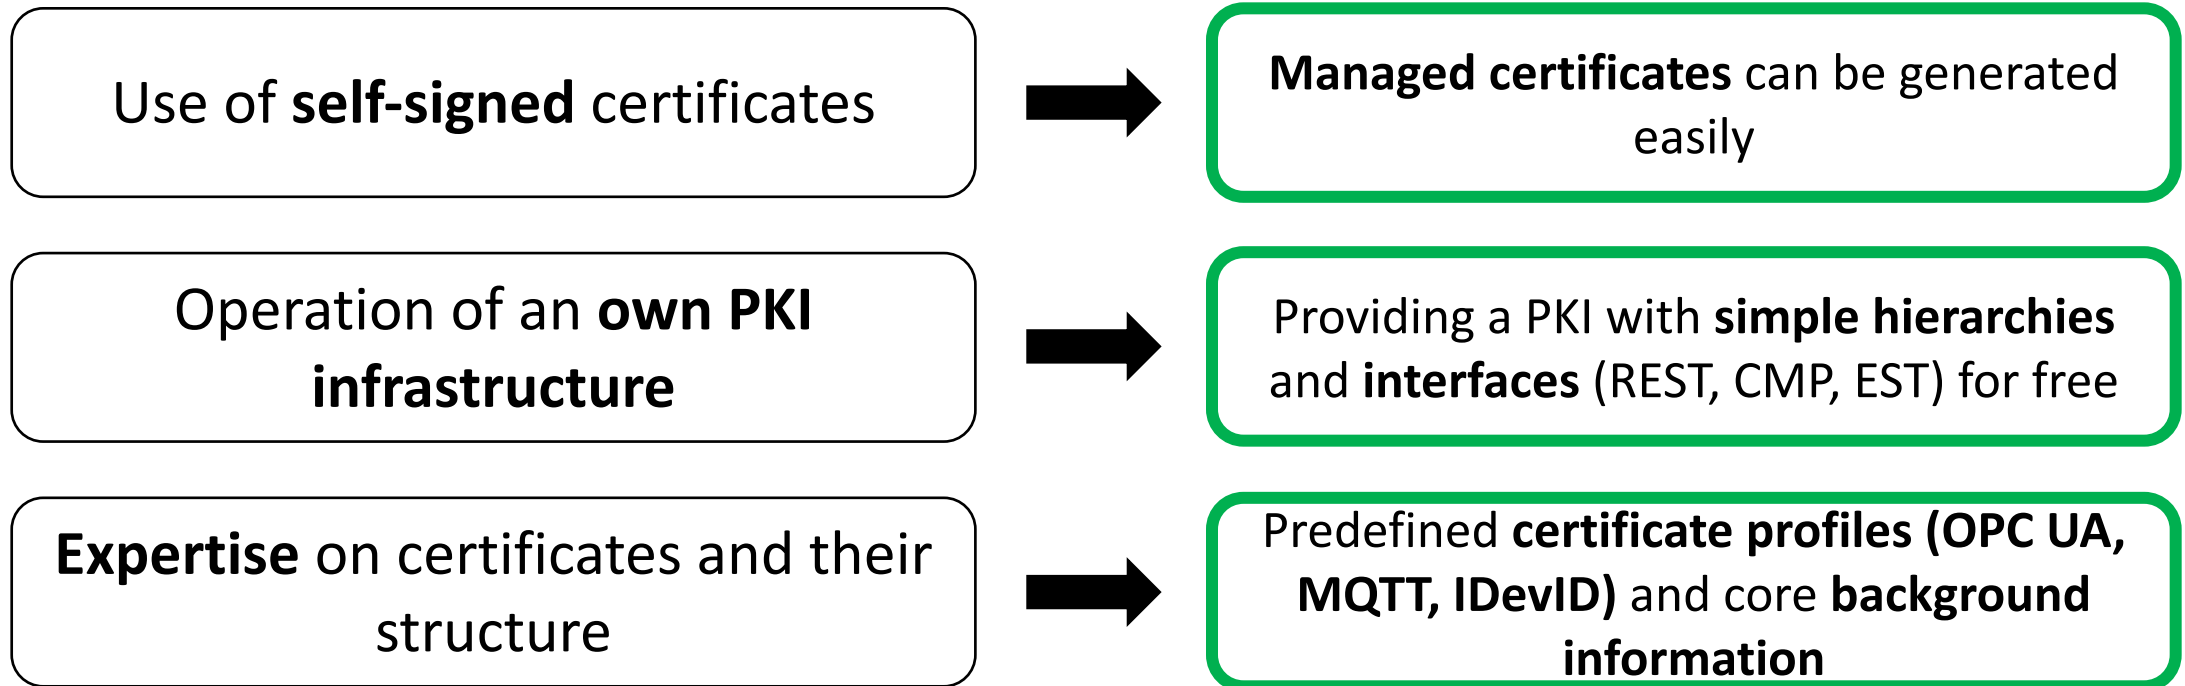 Use of self-signed certificates
Managed certificates can be generated
easily
Operation of an own PKI
infrastructure
Providing a PKI with simple hierarchies
and interfaces (REST, CMP, EST) for free
Expertise on certificates and their
structure
Predefined certificate profiles (OPC UA,
MQTT, IDevID) and core background
information